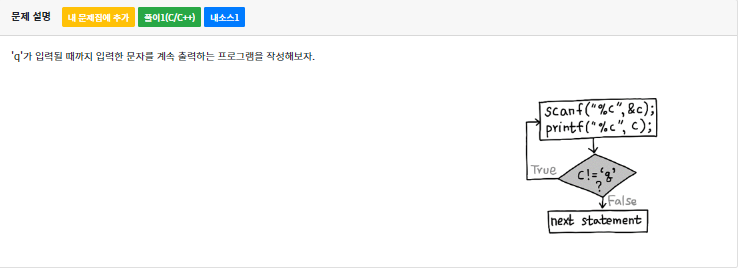 문제 설명 내 문제집에 추가 풀이1(C/C++) 내소스1
'q'가 입력될 때까지 입력한 문자를 계속 출력하는 프로그램을 작성해보자.
scanf("%c", &c);
printf("%c", c);
True
c!='q'
?
False
next statement